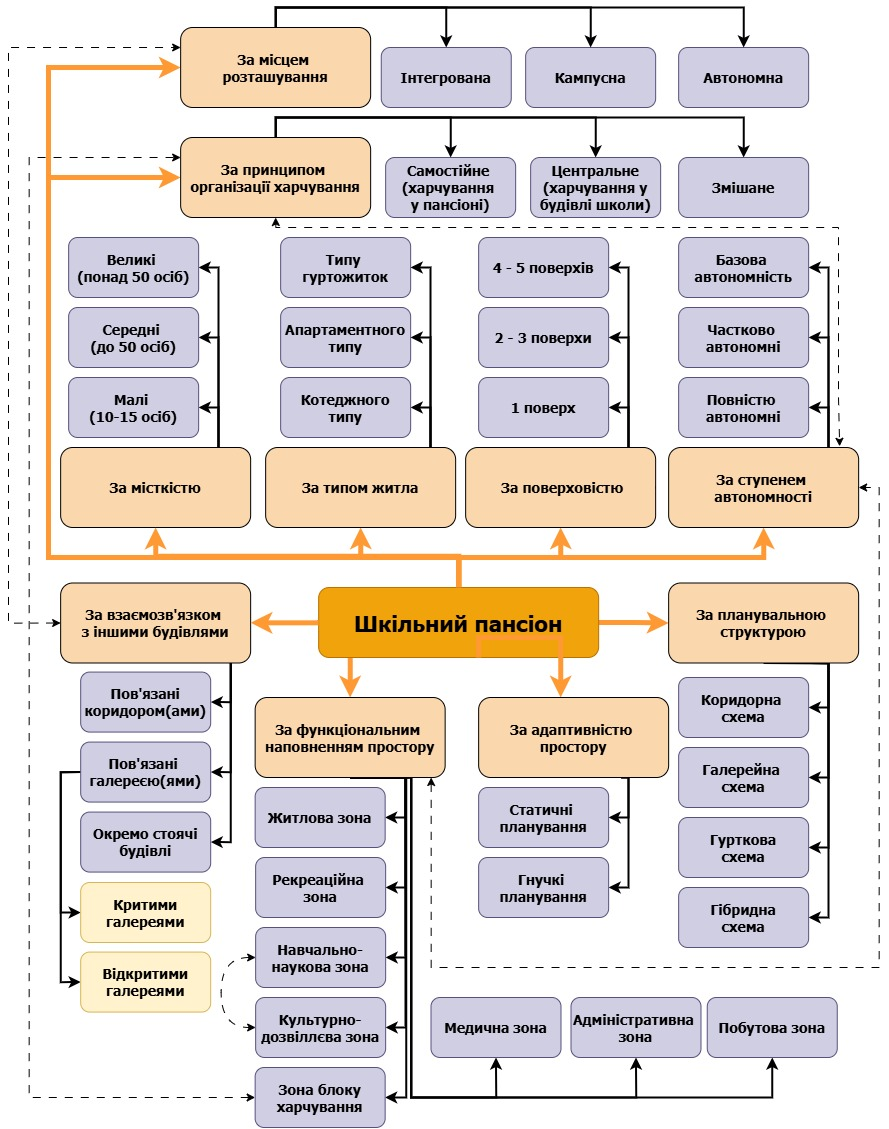 За місцем
розташування
Інтегрована
Кампусна
Автономна
За принципом
організації харчування
Самостійне
(харчування
у пансіоні)
Центральне
(харчування у
будівлі школи)
Змішане
Великі
(понад 50 осіб)
Середні
(до 50 осіб)
Малі
(10-15 осіб)
За місткістю
Типу
гуртожиток
Апартаментного
типу
Котеджного
типу
За типом житла
4 - 5 поверхів
2 - 3 поверхи
1 поверх
За поверховістю
Базова
автономність
Частково
автономні
Повністю
автономні
За ступенем
автономності
Шкільний пансіон
За взаємозв'язком
з іншими будівлями
Пов'язані
коридором(ами)
Пов'язані
галереєю(ями)
Окремо стоячі
будівлі
Критими
галереями
Відкритими
галереями
За функціональним
наповненням простору
Житлова зона
Рекреаційна
зона
Навчально-
наукова зона
Культурно-
дозвіллєва зона
Зона блоку
харчування
Медична зона
Адміністративна
зона
Побутова зона
За адаптивністю
простору
Статичні
планування
Гнучкі
планування
За планувальною
структурою
Коридорна
схема
Галерейна
схема
Гурткова
схема
Гібридна
схема